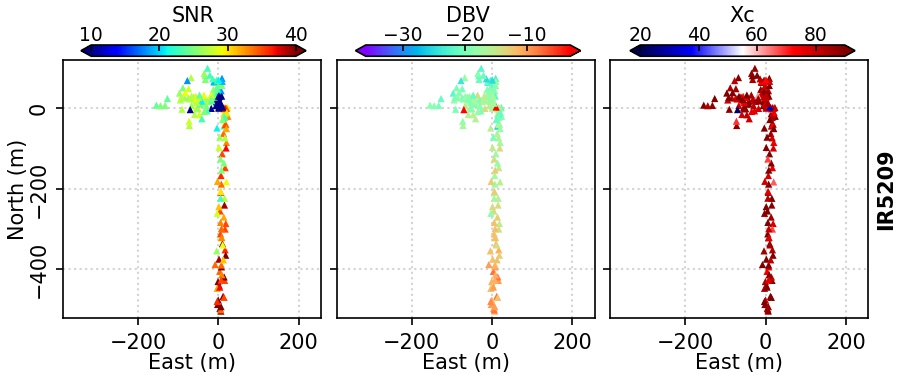 SNR DBV Xc
10 20 30 40 −30 −20 −10 20 40 60 80
0
−200
−400
North (m)
IR5209
−200 0 200 −200 0 200 −200 0 200
East (m) East (m) East (m)